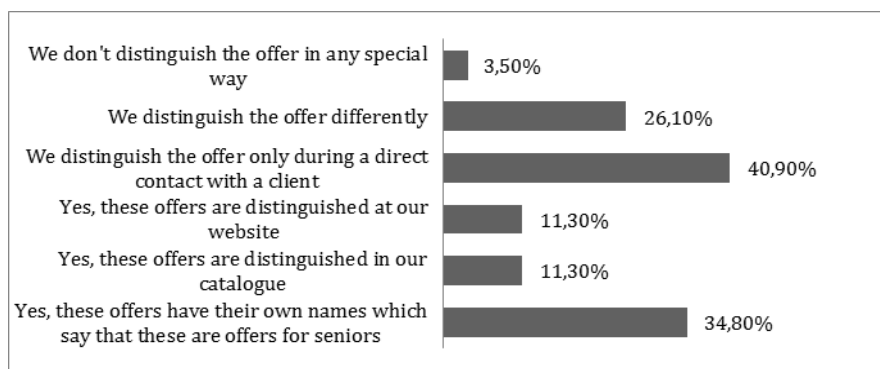 We don't distinguish the offer in any special
way
3,50%
We distinguish the offer differently
26,10%
We distinguish the offer only during a direct
contact with a client
40,90%
Yes, these offers are distinguished at our
website
11,30%
Yes, these offers are distinguished in our
catalogue
11,30%
Yes, these offers have their own names which
say that these are offers for seniors
34,80%